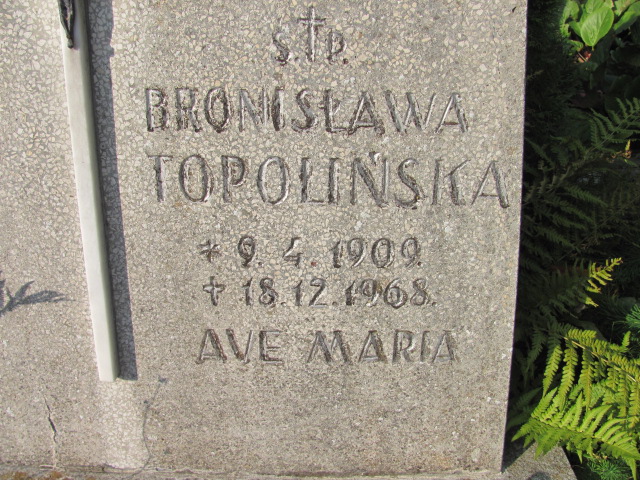 Ś.†P.
BRONISŁAWA
TOPOLIŃSKA
* 9. 4. 1909.
† 18.12.1968.
AVE MARIA